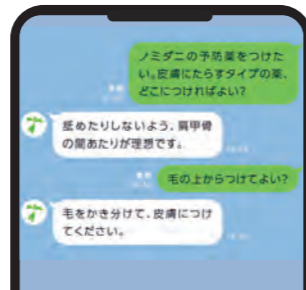 ノミダニの予防薬をつけた
い。皮膚にたらすタイプの薬、
どこにつければよい?
舐めたりしないよう、肩甲骨
の間あたりが理想です。
毛の上からつけてよい?
毛をかき分けて、皮膚につけ
てください。